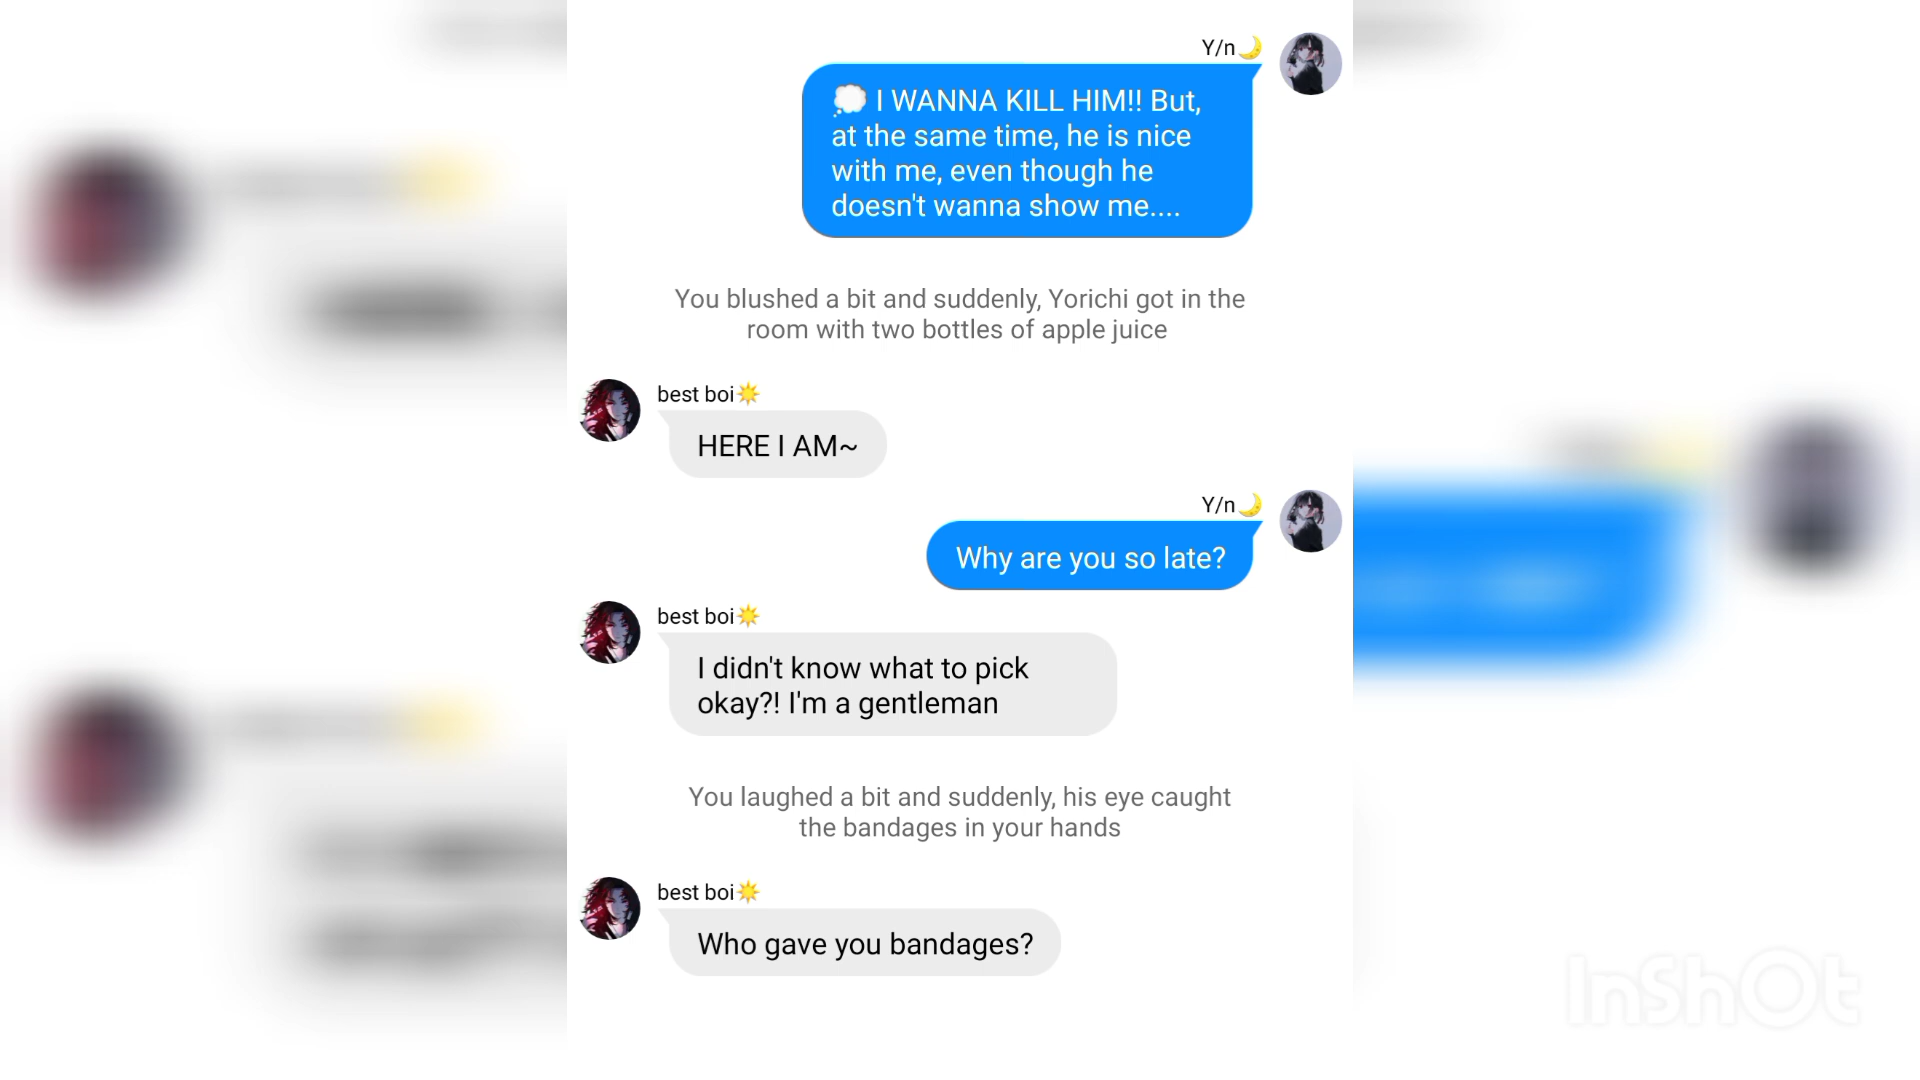 Y/n🌙
💭 I WANNA KILL HIM!! But,
at the same time, he is nice
with me, even though he
doesn't wanna show me....
You blushed a bit and suddenly, Yorichi got in the
room with two bottles of apple juice
best boi☀️
HERE I AM~
Y/n🌙
Why are you so late?
best boi☀️
I didn't know what to pick
okay?! I'm a gentleman
You laughed a bit and suddenly, his eye caught
the bandages in your hands
best boi☀️
Who gave you bandages?
InShOt